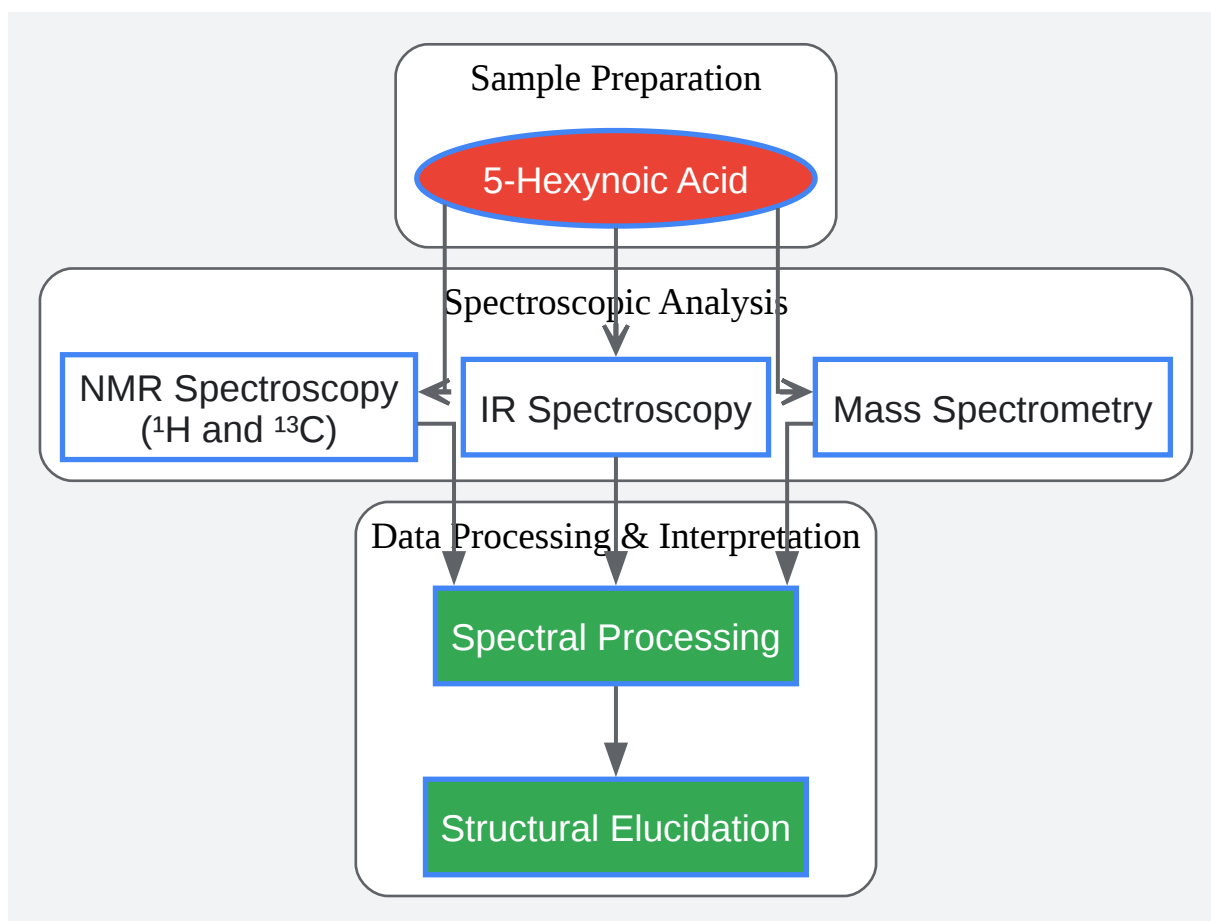 Sample Preparation
5-Hexynoic Acid
Spectroscopic Analysis
NMR Spectroscopy
(¹H and ¹³C)
IR Spectroscopy
Mass Spectrometry
Data Processing & Interpretation
Spectral Processing
Structural Elucidation